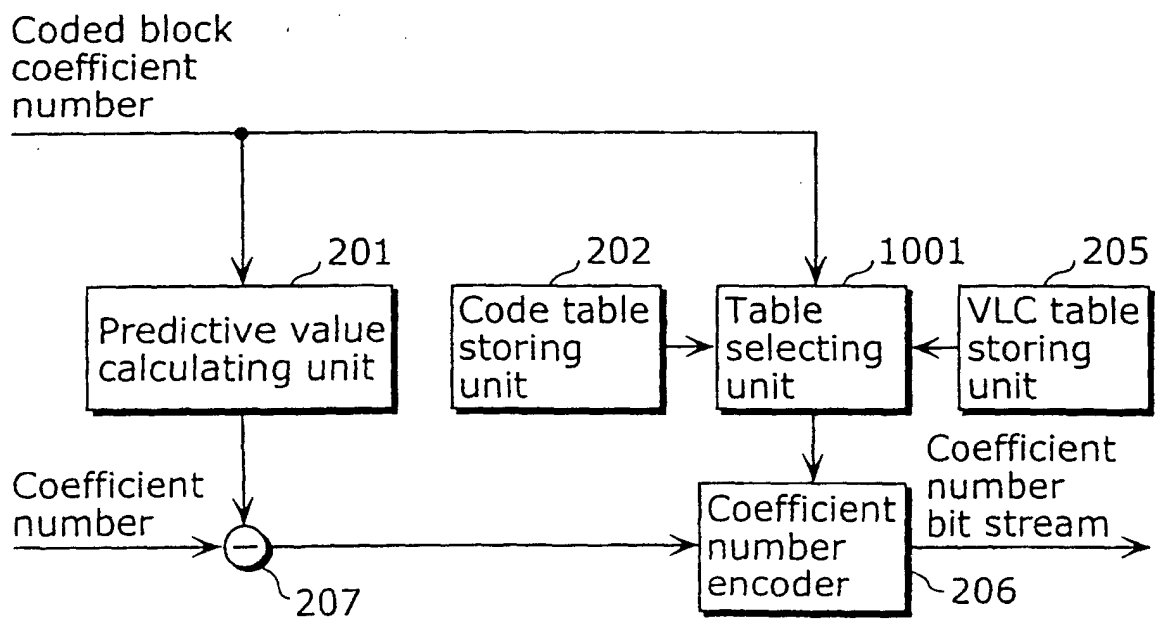 Coded block
coefficient
number
201
202
1001
205
Predictive value
calculating unit
Code table
storing
unit
Table
selecting
unit
VLC table
storing
unit
Coefficient
number
207
Coefficient
number
encoder
206
Coefficient
number
bit stream